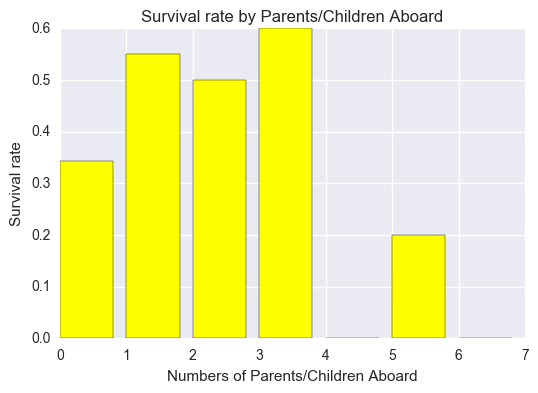 Survival rate by Parents/Children Aboard
0.6
0.5
0.4
0.3
0.2
0.1
0.0
Survival rate
0 1 2 3 4 5 6 7
Numbers of Parents/Children Aboard